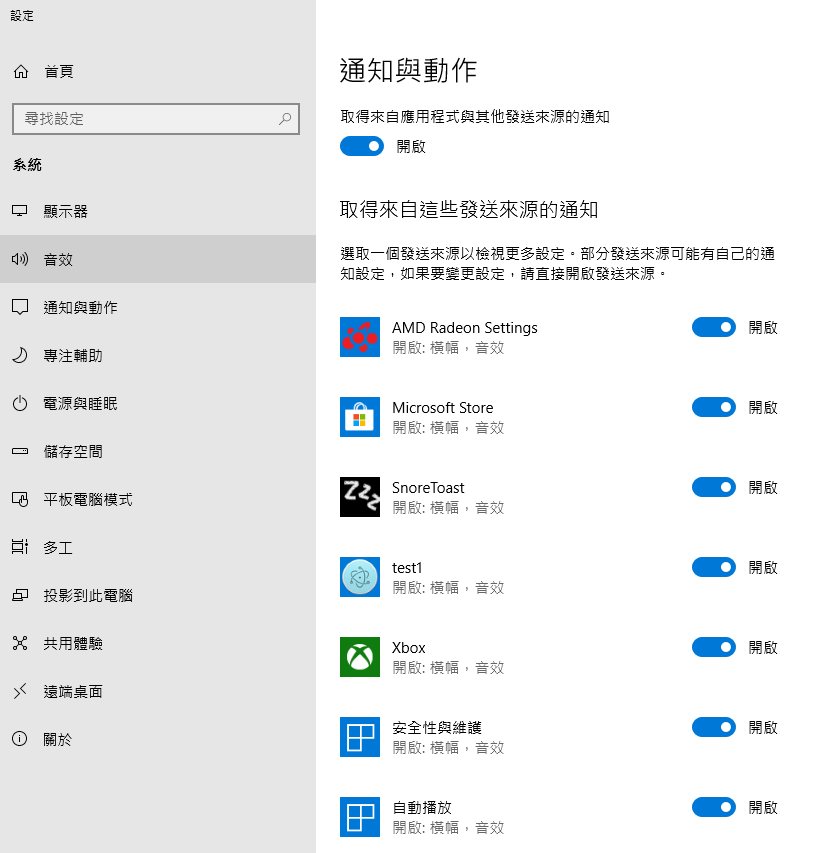 設定
首頁
尋找設定
系統
顯示器
音效
通知與動作
專注輔助
電源與睡眠
儲存空間
平板電腦模式
多工
投影到此電腦
共用體驗
遠端桌面
關於
通知與動作
取得來自應用程式與其他發送來源的通知
開啟
取得來自這些發送來源的通知
選取一個發送來源以檢視更多設定。部分發送來源可能有自己的通
知設定，如果要變更設定，請直接開啟發送來源。
AMD Radeon Settings
開啟: 橫幅，音效
開啟
Microsoft Store
開啟: 橫幅，音效
開啟
ZZZ
SnoreToast
開啟: 橫幅，音效
開啟
test1
開啟: 橫幅，音效
開啟
Xbox
開啟: 橫幅，音效
開啟
安全性與維護
開啟: 橫幅，音效
開啟
自動播放
開啟: 橫幅，音效
開啟